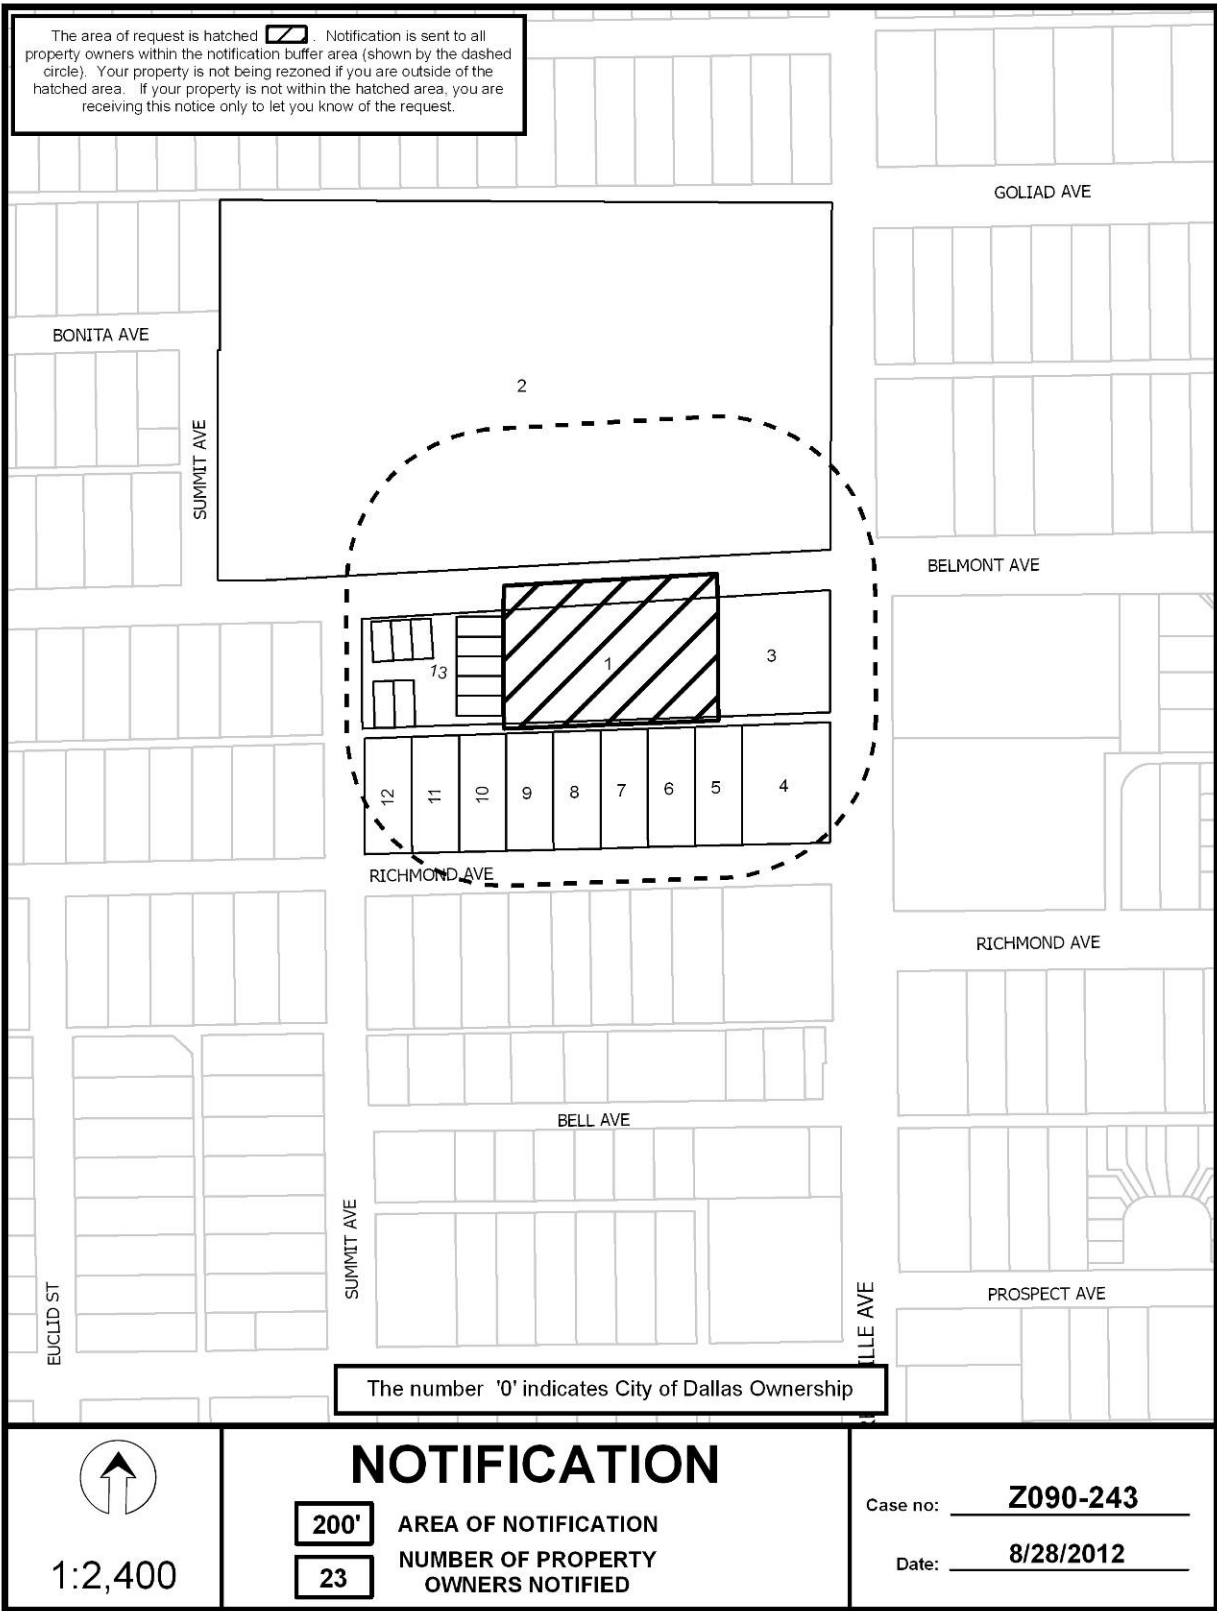 The area of request is hatched . Notification is sent to all
property owners within the notification buffer area (shown by the dashed
circle). Your property is not being rezoned if you are outside of the
hatched area. If your property is not within the hatched area, you are
receiving this notice only to let you know of the request.
GOLIAD AVE
BONITA AVE
2
SUMMIT AVE
BELMONT AVE
1
3
13
12
11
10
9
8
7
6
5
4
RICHMOND AVE
RICHMOND AVE
BELL AVE
SUMMIT AVE
EUCLID ST
PROSPECT AVE
ILLE AVE
The number '0' indicates City of Dallas Ownership
NOTIFICATION
200' AREA OF NOTIFICATION
23 NUMBER OF PROPERTY
OWNERS NOTIFIED
1:2,400
Case no: Z090-243
Date: 8/28/2012